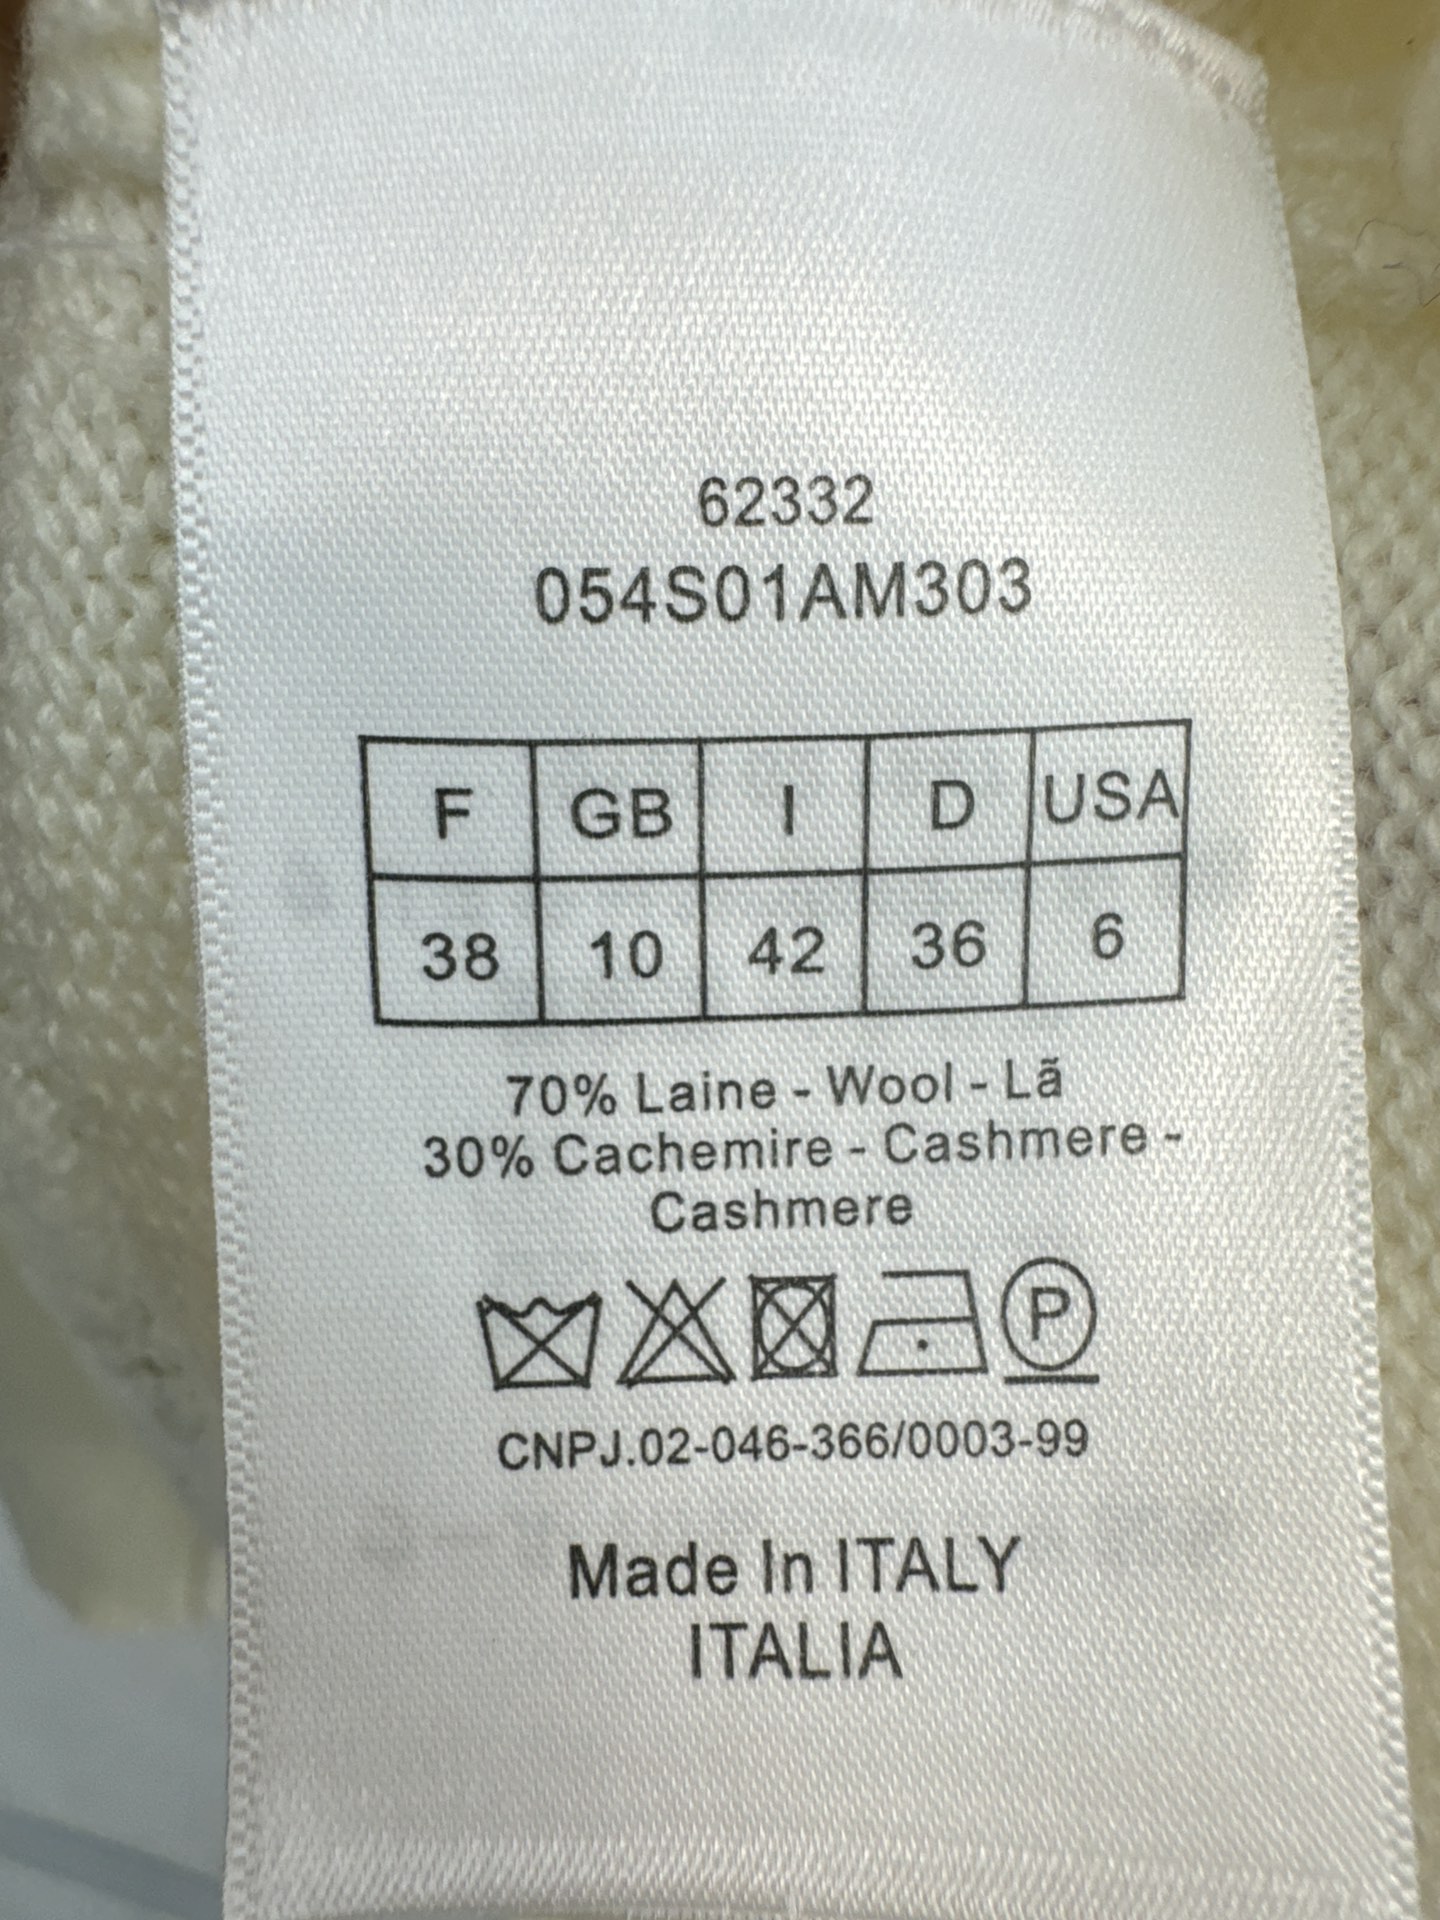 62332
054S01AM303
F GB I D USA
38 10 42 36 6
70% Laine - Wool - Lã
30% Cachemire - Cashmere -
Cashmere
P
CNPJ.02-046-366/0003-99
Made In ITALY
ITALIA